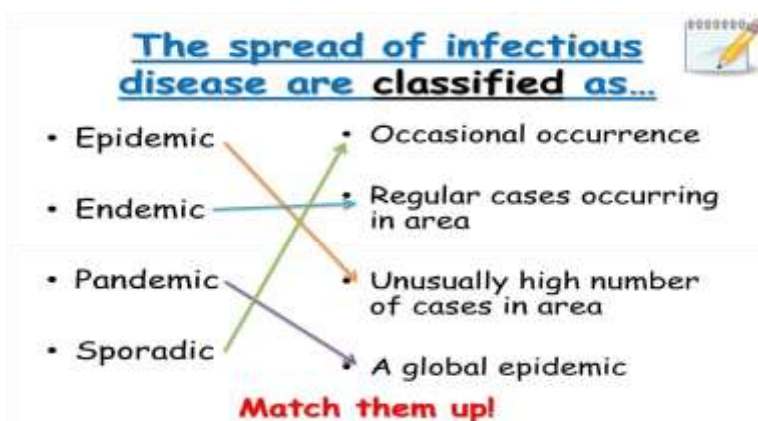 The spread of infectious
disease are classified as...
• Epidemic
• Endemic
• Pandemic
• Sporadic
• Occasional occurrence
• Regular cases occurring
in area
• Unusually high number
of cases in area
• A global epidemic
Match them up!